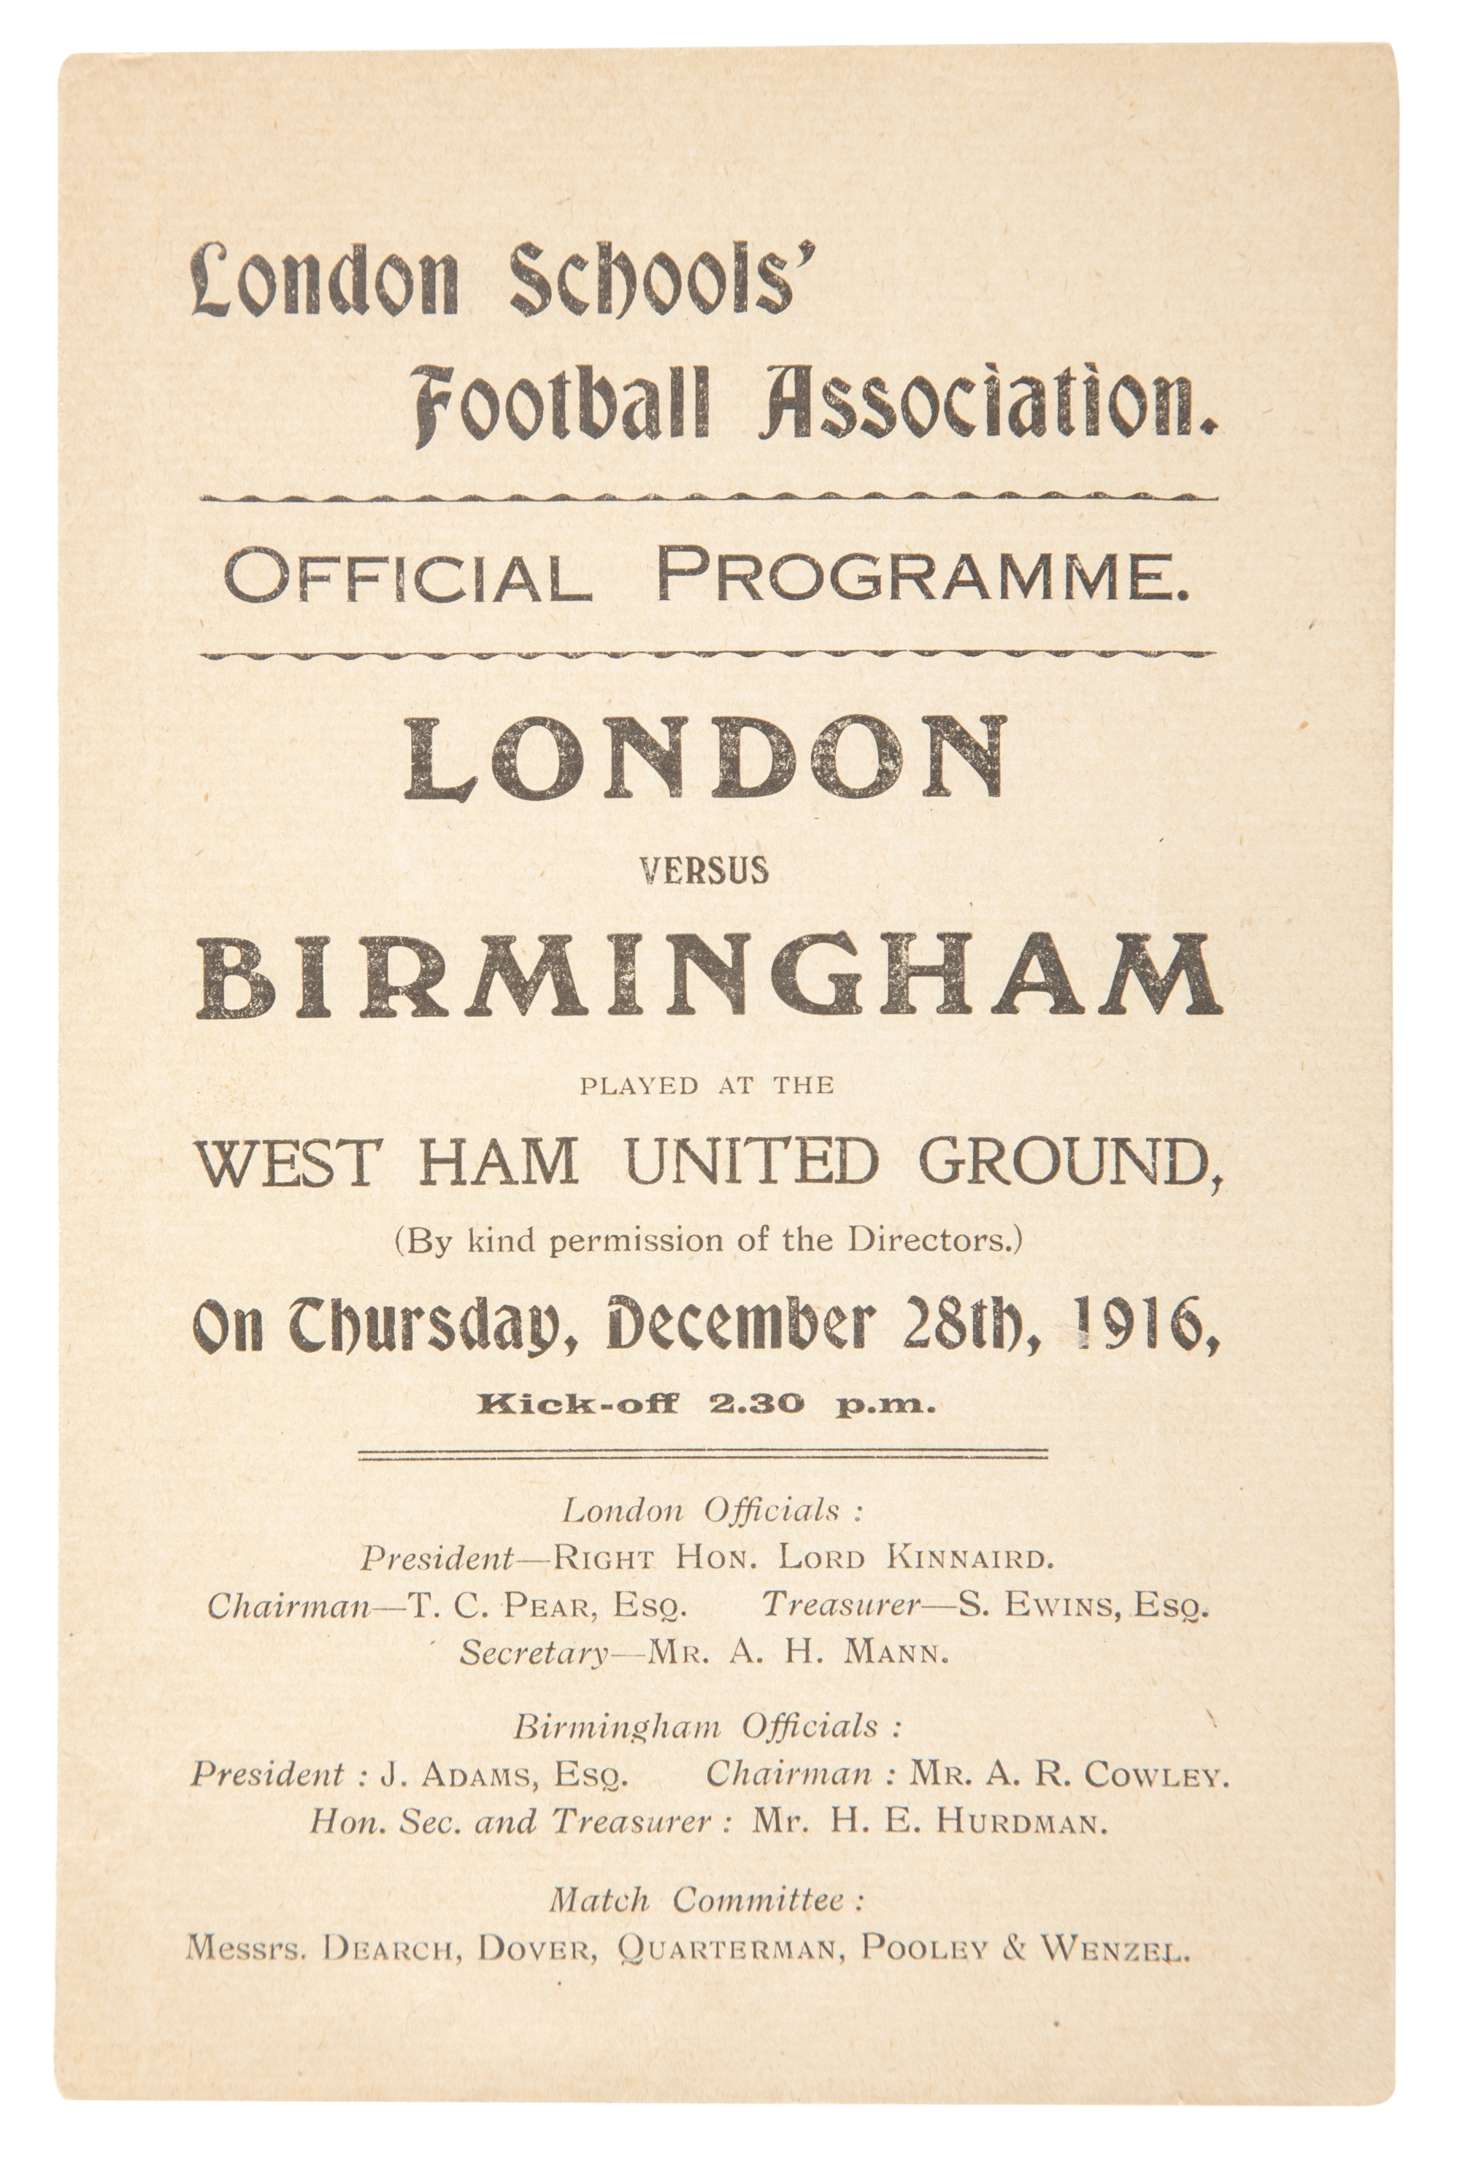 London Schools'
Football Association.
OFFICIAL PROGRAMME.
LONDON
VERSUS
BIRMINGHAM
PLAYED AT THE
WEST HAM UNITED GROUND,
(By kind permission of the Directors.)
On Thursday, December 28th, 1916,
Kick-off 2.30 p.m.
London Officials :
President—RIGHT HON. LORD KINNAIRD.
Chairman—T. C. PEAR, ESQ. Treasurer—S. EWINS, ESQ.
Secretary—MR. A. H. MANN.
Birmingham Officials :
President : J. ADAMS, ESQ. Chairman : MR. A. R. COWLEY.
Hon. Sec. and Treasurer : Mr. H. E. HURDMAN.
Match Committee :
Messrs. DEARCH, DOVER, QUARTERMAN, POOLEY & WENZEL.